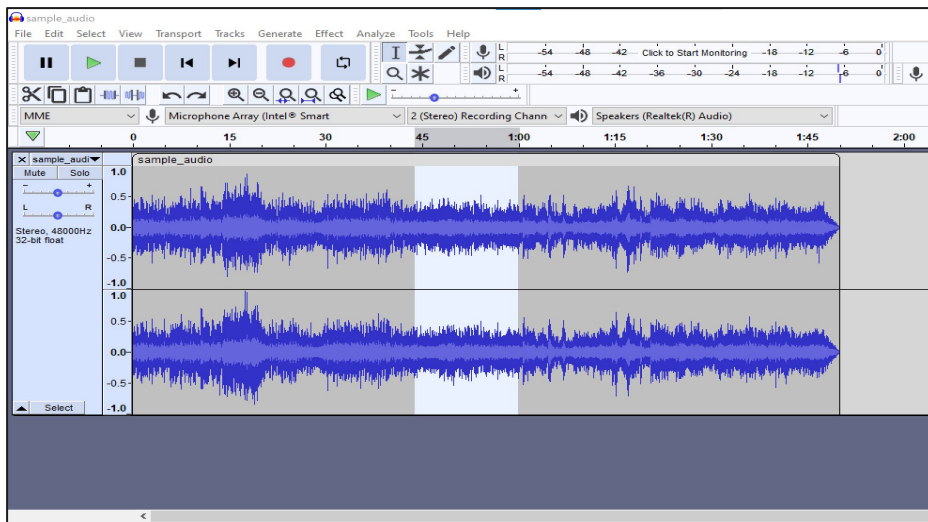 sample_audio
File Edit Select View Transport Tracks Generate Effect Analyze Tools Help
L R -54 -48 -42 Click to Start Monitoring -18 -12 -6 0
L R -54 -48 -42 -36 -30 -24 -18 -12 -6 0
- +
MME Microphone Array (Intel® Smart 2 (Stereo) Recording Chann Speakers (Realtek(R) Audio)
0 15 30 45 1:00 1:15 1:30 1:45 2:00
× sample_audi sample_audio
Mute Solo 1.0
- +
0.5
L R
0.0
Stereo, 48000Hz
32-bit float
-0.5
-1.0
1.0
0.5
0.0
-0.5
Select -1.0